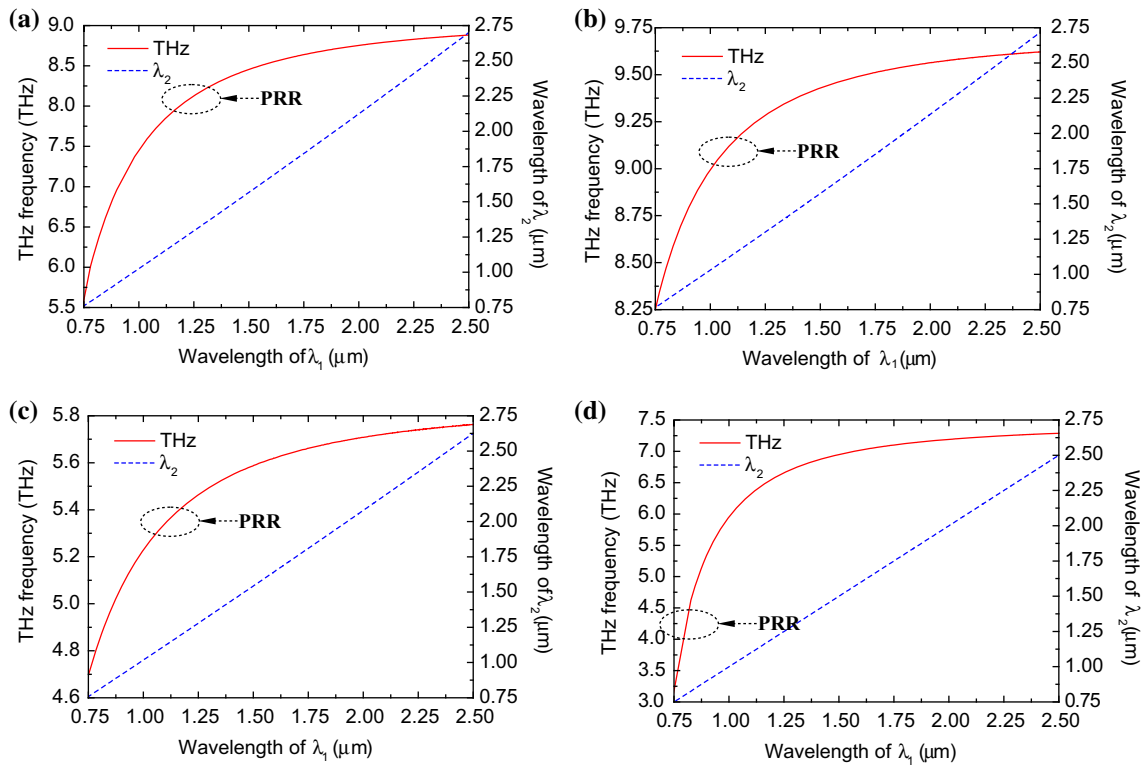 (a)
9.0
8.5
8.0
7.5
7.0
6.5
6.0
5.5
THz frequency (THz)
THz
λ2
PRR
2.75
2.50
2.25
2.00
1.75
1.50
1.25
1.00
0.75
Wavelength of λ2 (μm)
0.75 1.00 1.25 1.50 1.75 2.00 2.25 2.50
Wavelength of λ1 (μm)
(b)
9.75
9.50
9.25
9.00
8.75
8.50
8.25
THz frequency (THz)
THz
λ2
PRR
2.75
2.50
2.25
2.00
1.75
1.50
1.25
1.00
0.75
Wavelength of λ2 (μm)
0.75 1.00 1.25 1.50 1.75 2.00 2.25 2.50
Wavelength of λ1 (μm)
(c)
5.8
5.6
5.4
5.2
5.0
4.8
4.6
THz frequency (THz)
THz
λ2
PRR
2.75
2.50
2.25
2.00
1.75
1.50
1.25
1.00
0.75
Wavelength of λ2 (μm)
0.75 1.00 1.25 1.50 1.75 2.00 2.25 2.50
Wavelength of λ1 (μm)
(d)
7.5
7.0
6.5
6.0
5.5
5.0
4.5
4.0
3.5
3.0
THz frequency (THz)
THz
λ2
PRR
2.75
2.50
2.25
2.00
1.75
1.50
1.25
1.00
0.75
Wavelength of λ2 (μm)
0.75 1.00 1.25 1.50 1.75 2.00 2.25 2.50
Wavelength of λ1 (μm)